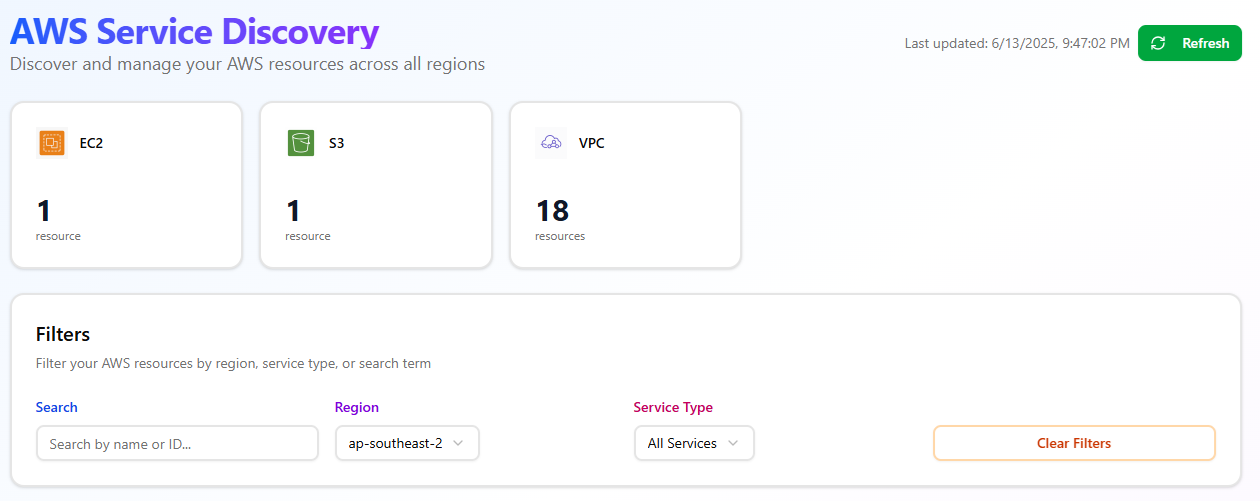 AWS Service Discovery
Discover and manage your AWS resources across all regions
Last updated: 6/13/2025, 9:47:02 PM
Refresh
EC2
1
resource
S3
1
resource
VPC
18
resources
Filters
Filter your AWS resources by region, service type, or search term
Search
Search by name or ID...
Region
ap-southeast-2
Service Type
All Services
Clear Filters